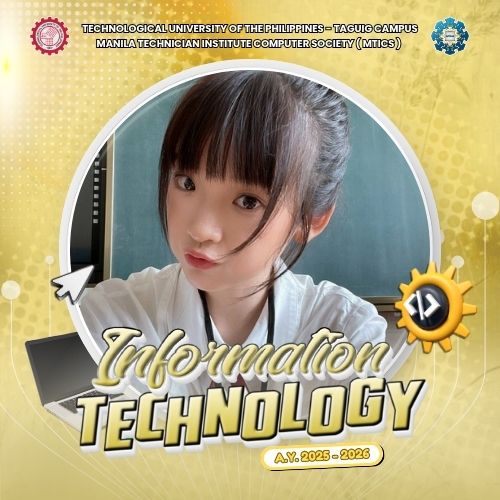 TECHNOLOGICAL UNIVERSITY OF THE PHILIPPINES - TAGUIG CAMPUS
MANILA TECHNICIAN INSTITUTE COMPUTER SOCIETY ( MTICS )
</>
Information
TECHNOLOGY
A.Y. 2025 - 2026